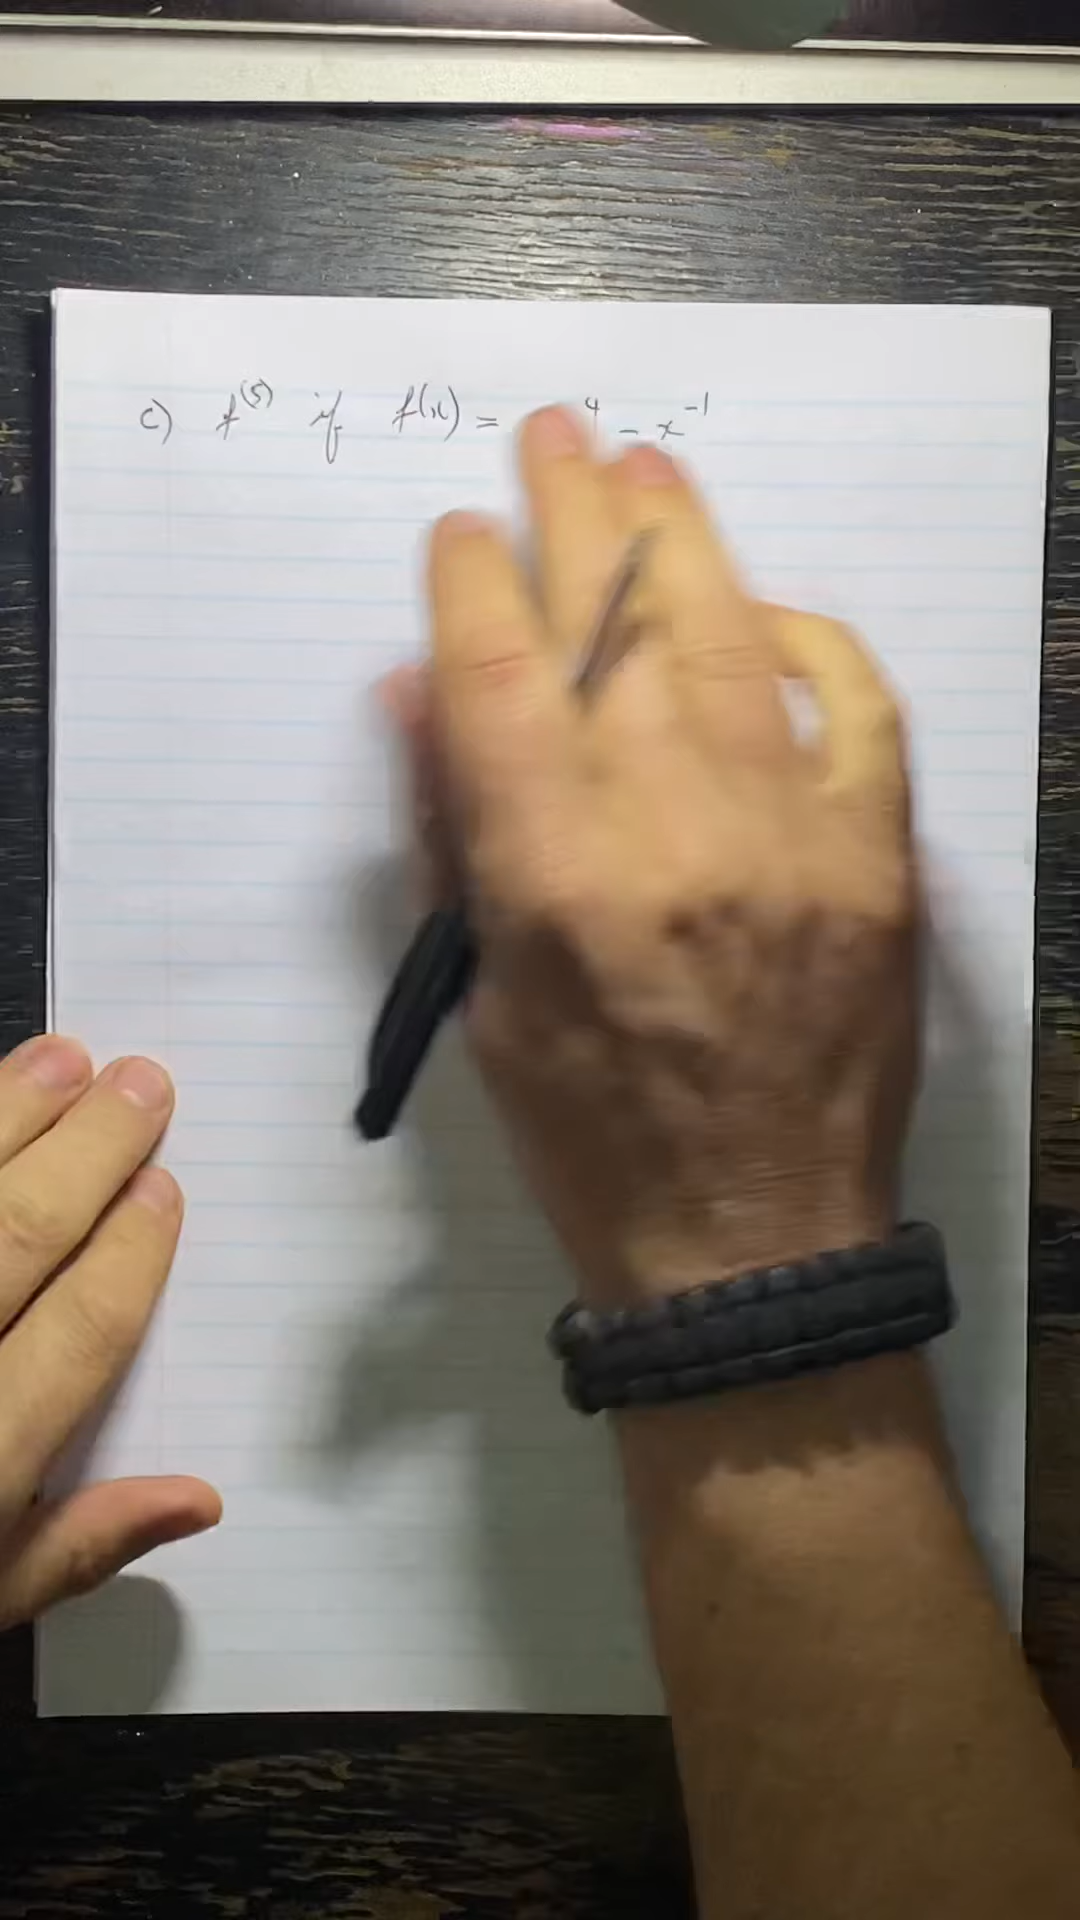 c) f^(5) if f(x) = ^4 - x^-1